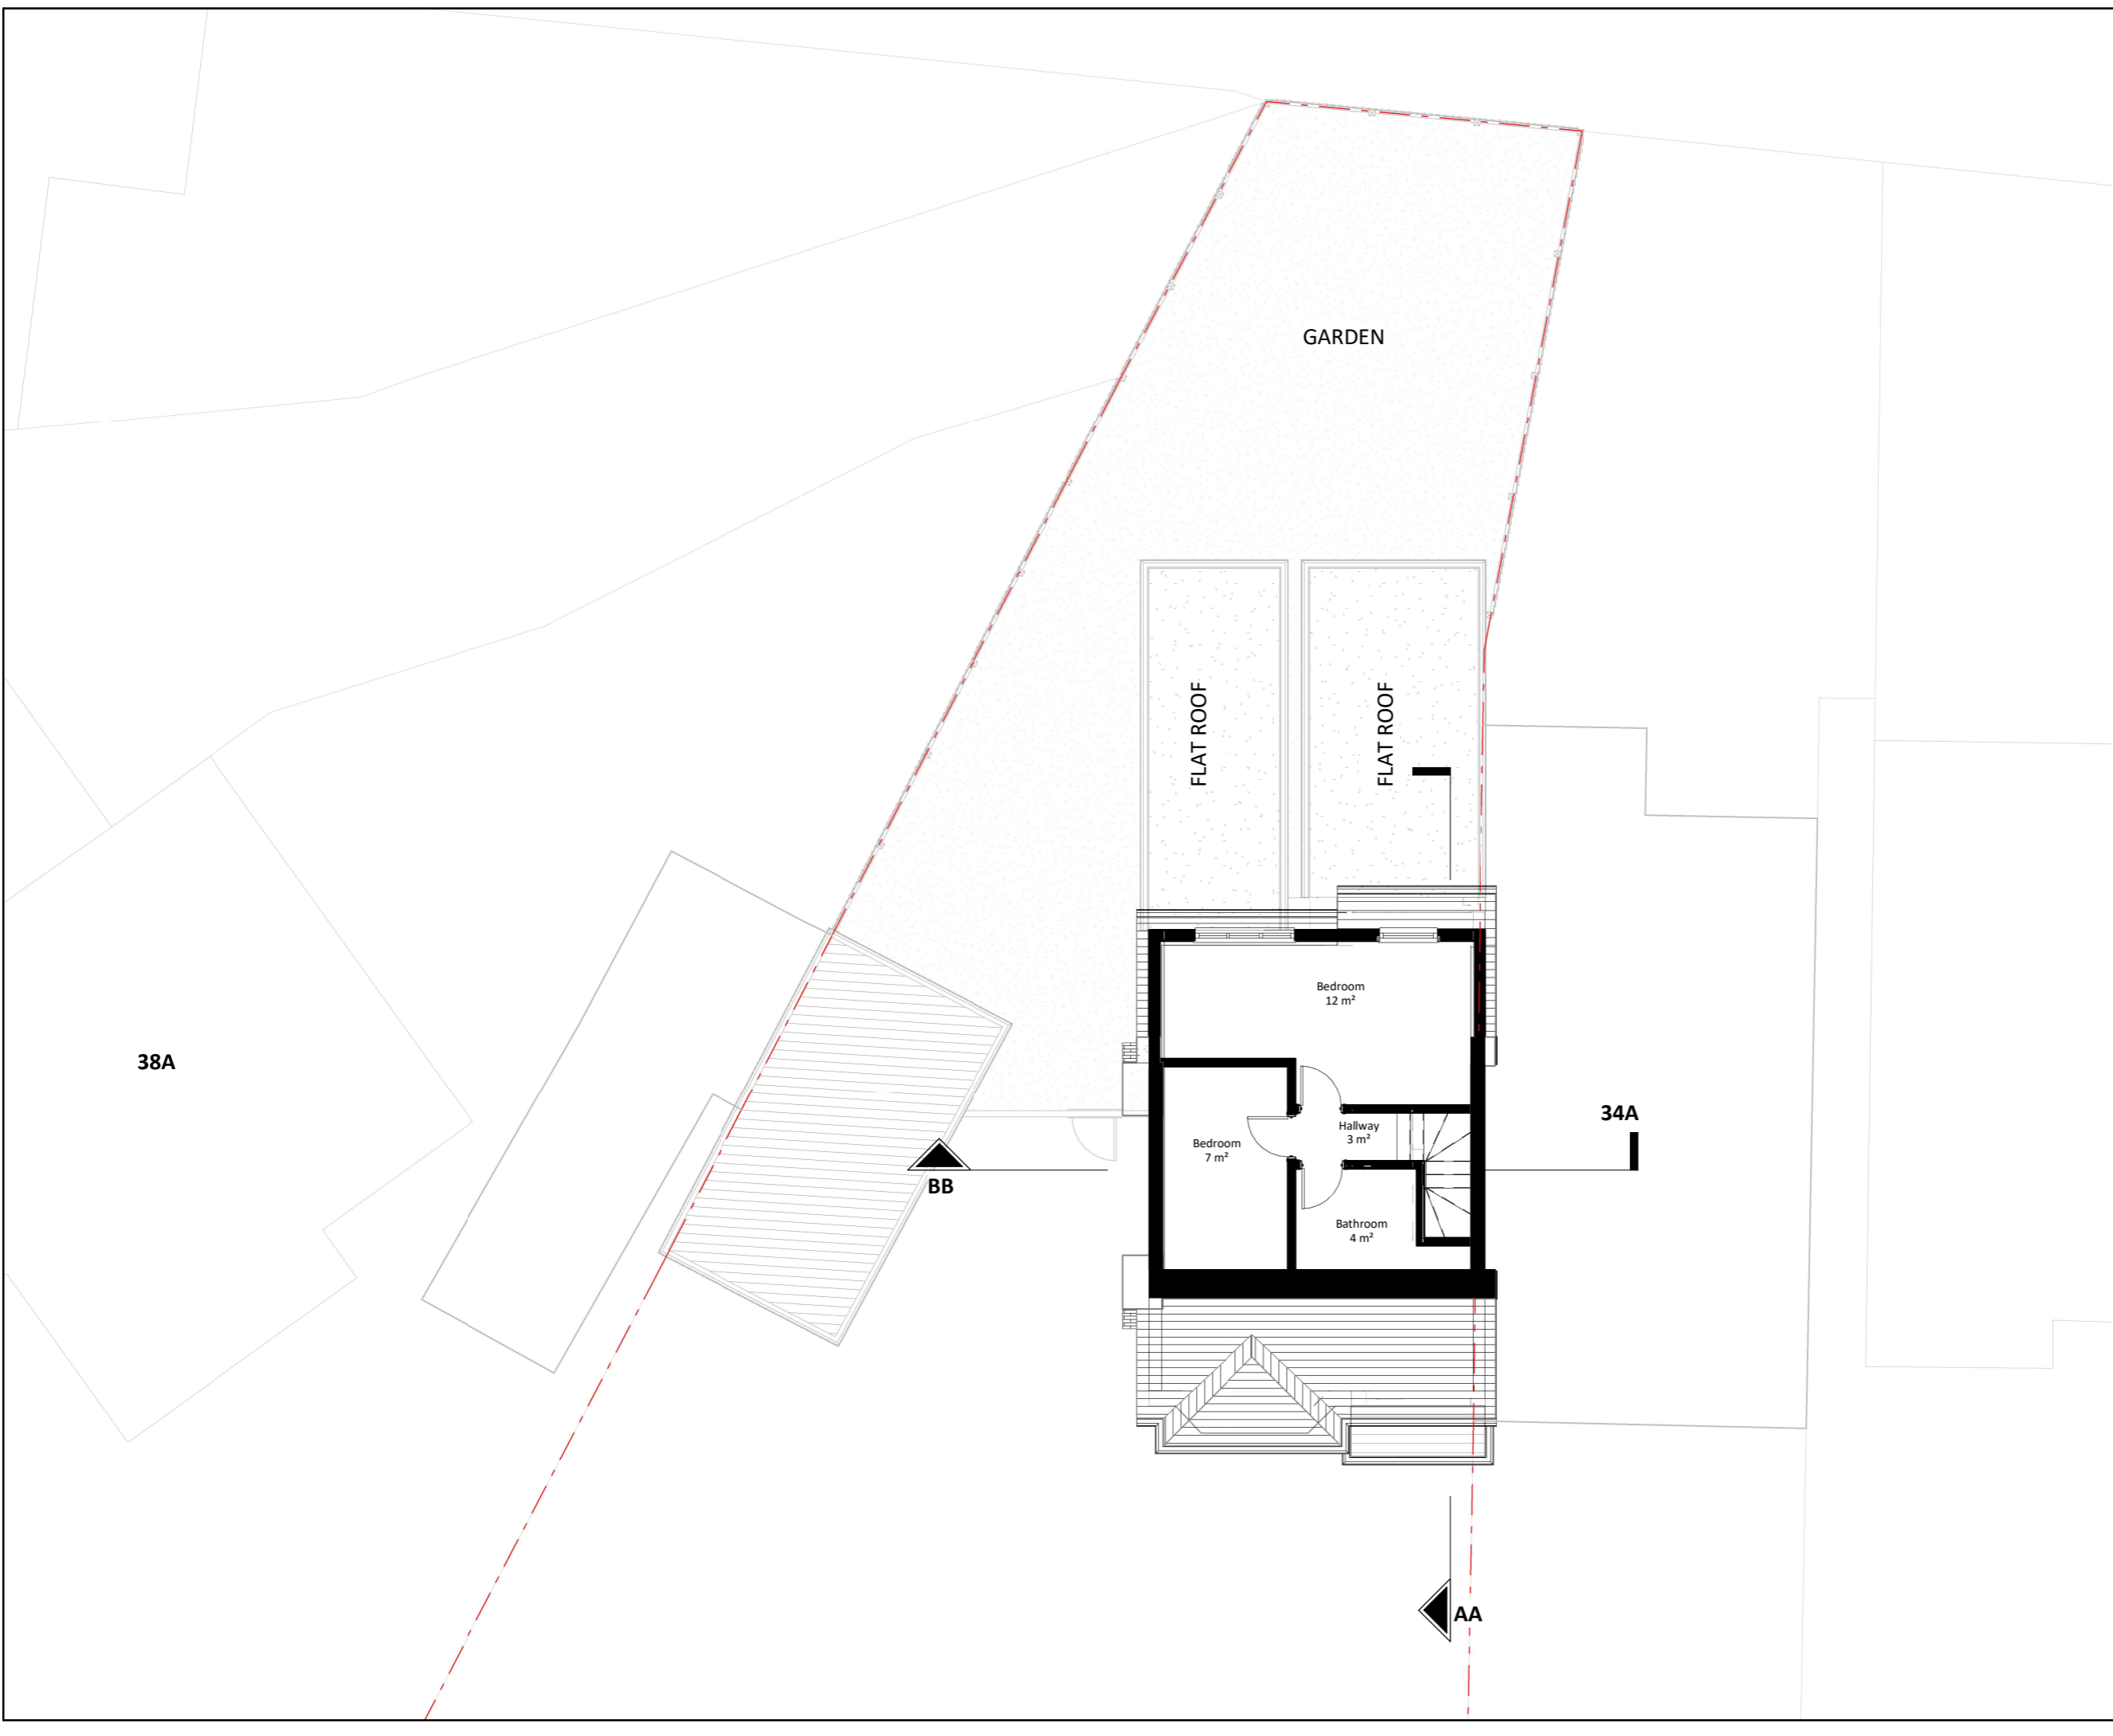 GARDEN
FLAT ROOF
FLAT ROOF
Bedroom
12 m²
38A
34A
Hallway
3 m²
Bedroom
7 m²
BB
Bathroom
4 m²
AA